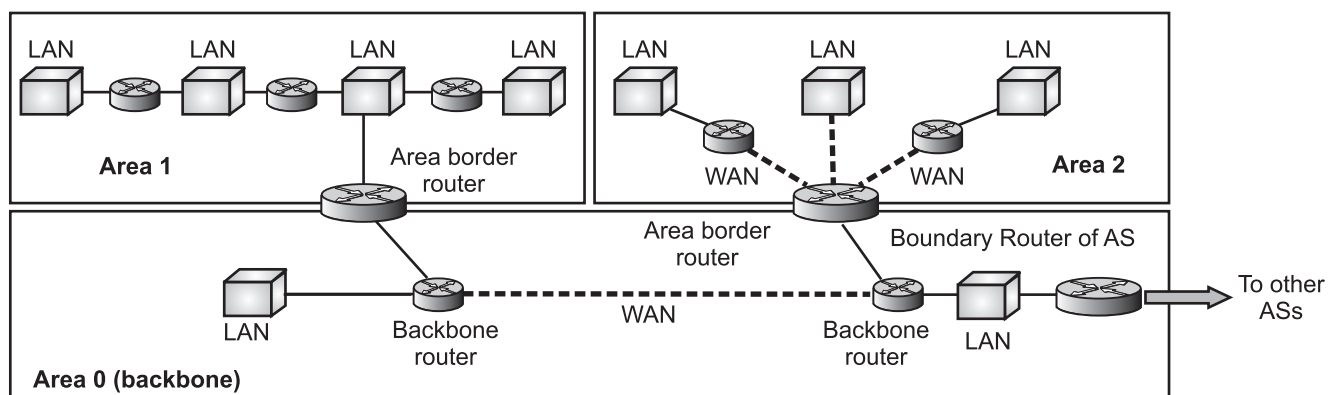 LAN
LAN
LAN
LAN
Area 1
Area border
router
LAN
LAN
LAN
WAN
WAN
Area 2
Area border
router
Boundary Router of AS
LAN
Backbone
router
WAN
Backbone
router
LAN
To other
ASs
Area 0 (backbone)